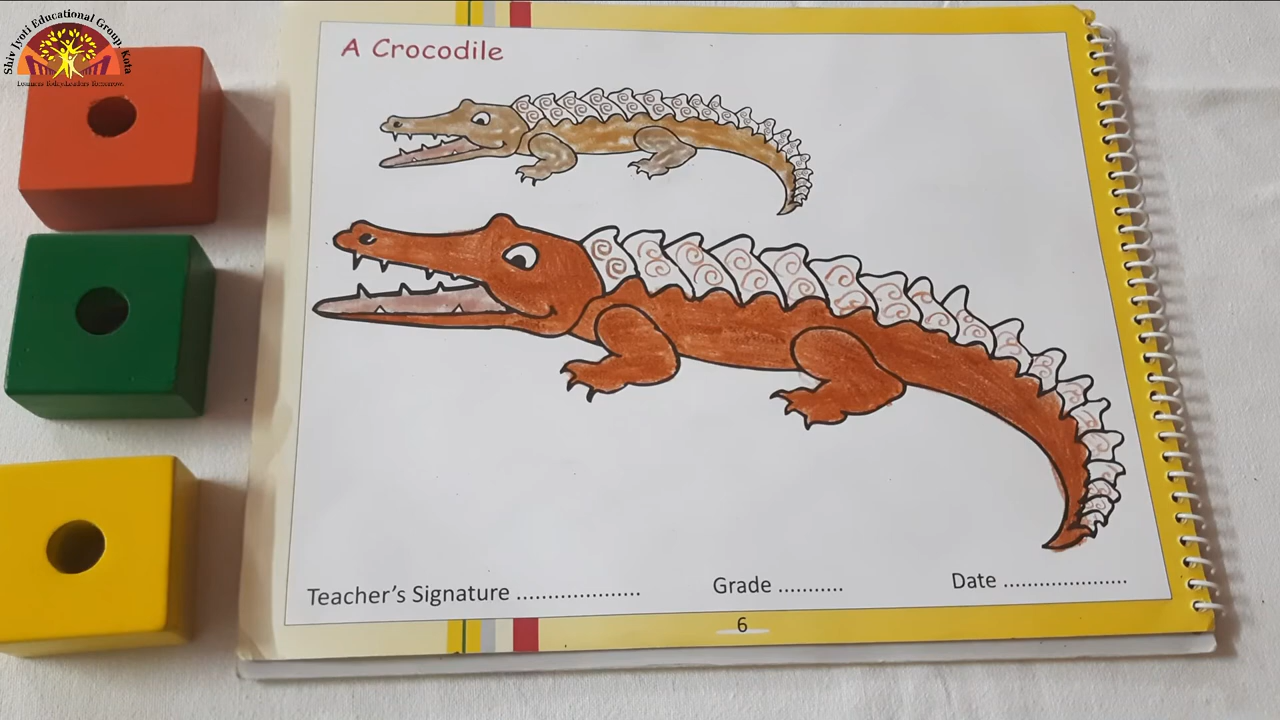 Shiv Jyoti Educational Group, Kota
A Crocodile
Teacher's Signature .....................
Grade ...........
Date .....................
6